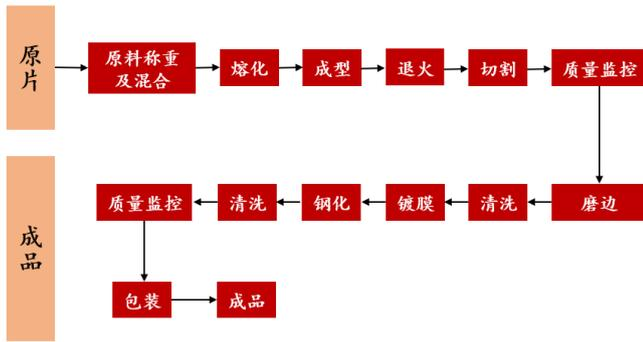 原片
原料称重
及混合
熔化
成型
退火
切割
质量监控
成品
质量监控
清洗
钢化
镀膜
清洗
磨边
包装
成品